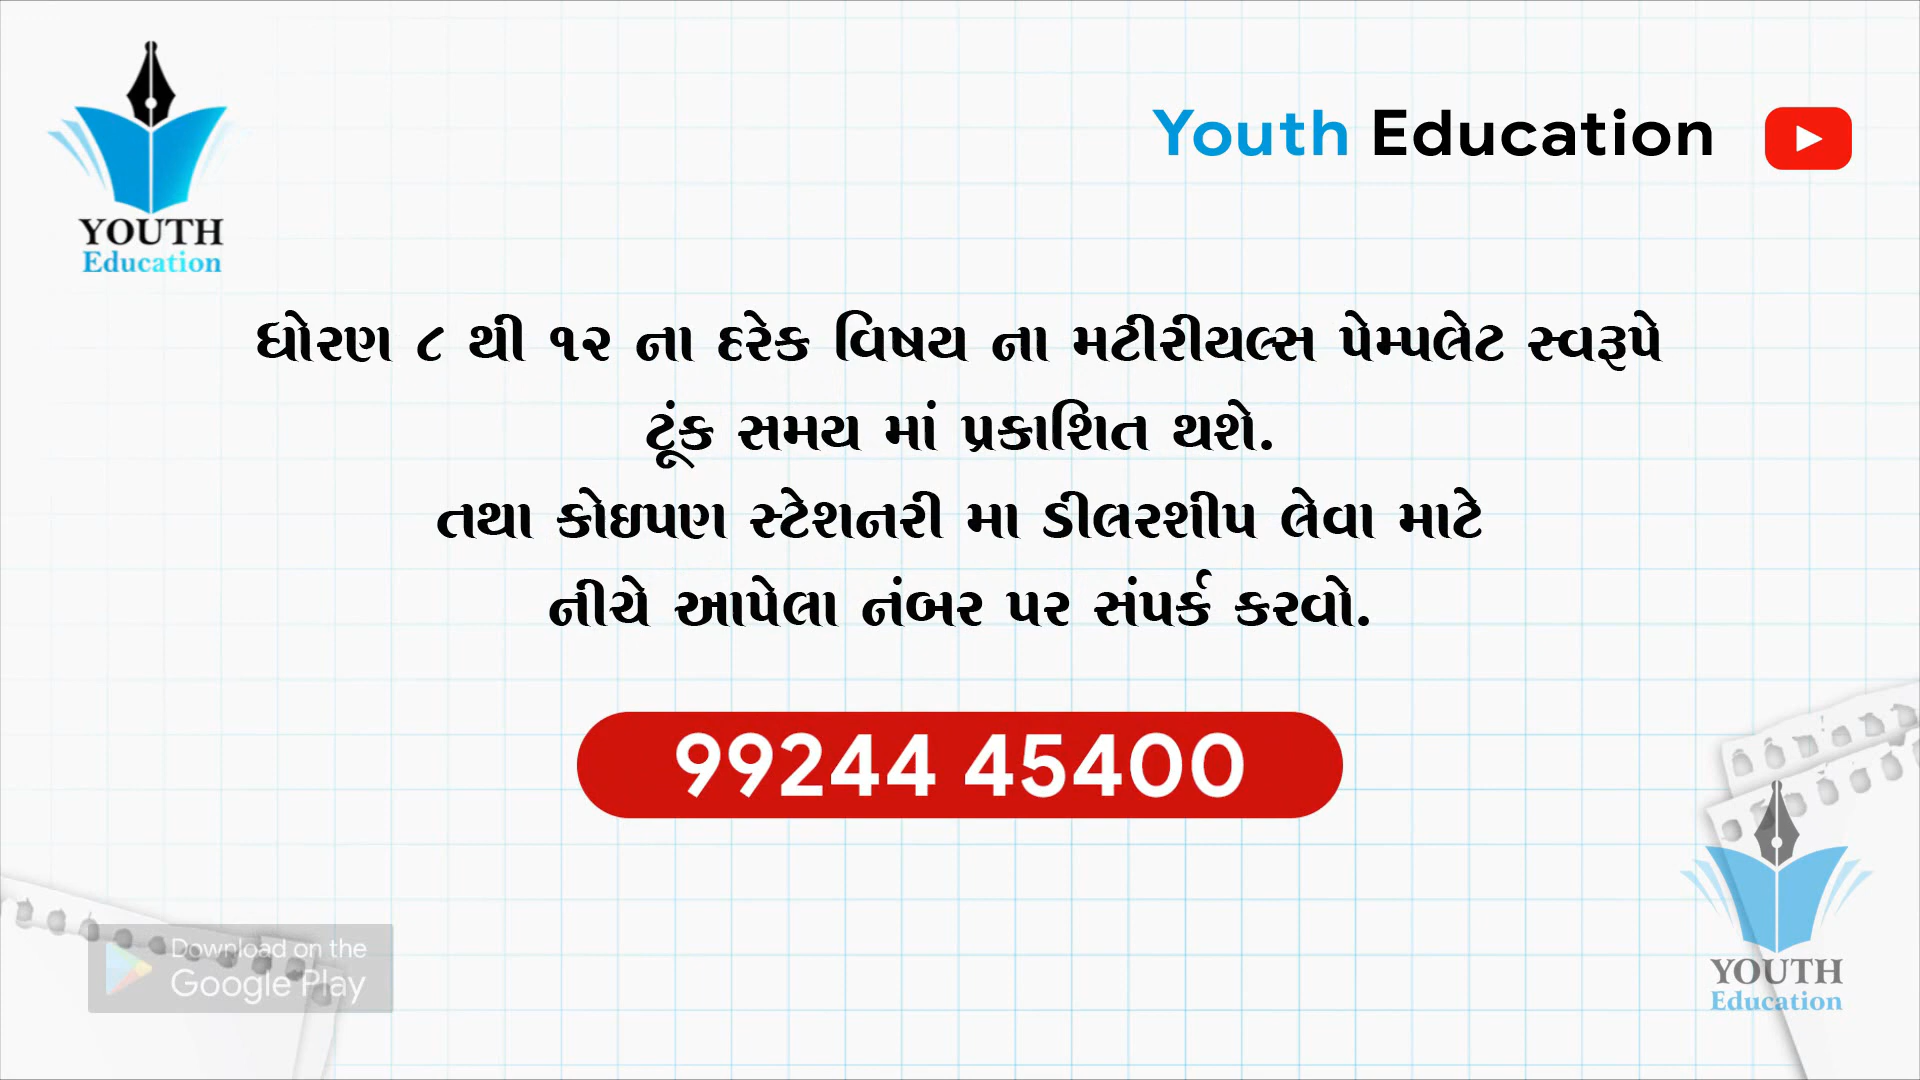 YOUTH
Education
Youth Education
ધોરણ ૮ થી ૧૨ ના દરેક વિષય ના મટીરીયલ્સ પેમ્પલેટ સ્વરૂપે
ટૂંક સમય માં પ્રકાશિત થશે.
તથા કોઇપણ સ્ટેશનરી મા ડીલરશીપ લેવા માટે
નીચે આપેલા નંબર પર સંપર્ક કરવો.
99244 45400
Download on the
Google Play
YOUTH
Education